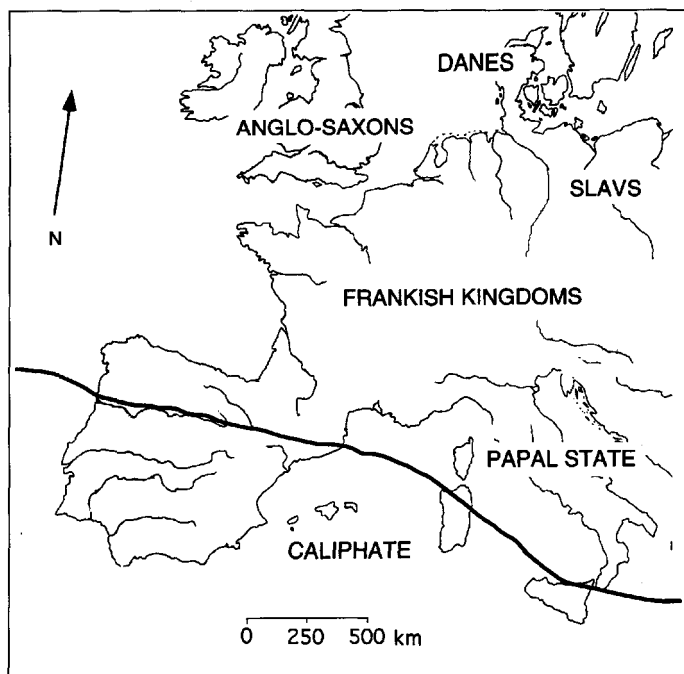 DANES
ANGLO-SAXONS
SLAVS
N
FRANKISH KINGDOMS
PAPAL STATE
CALIPHATE
0 250 500 km